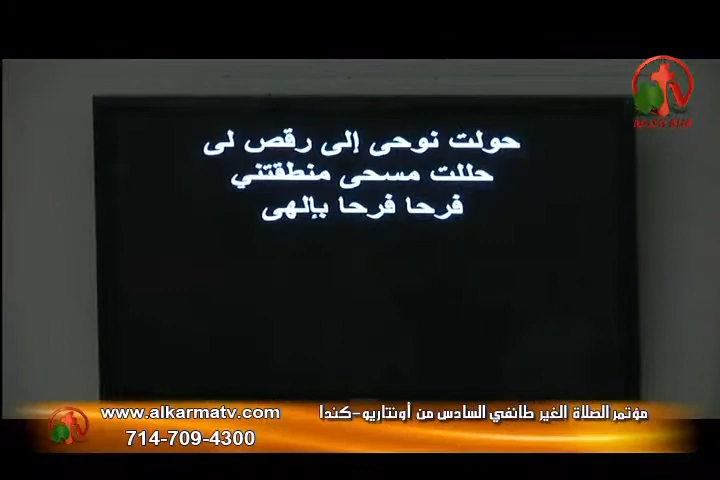 حولت نوحى إلى رقص لى
حللت مسحى منطقتني
فرحا فرحا بإلهى
www.alkarmatv.com
مؤتمر الصلاة الغير طائفي السادس من أونتاريو-كندا
714-709-4300